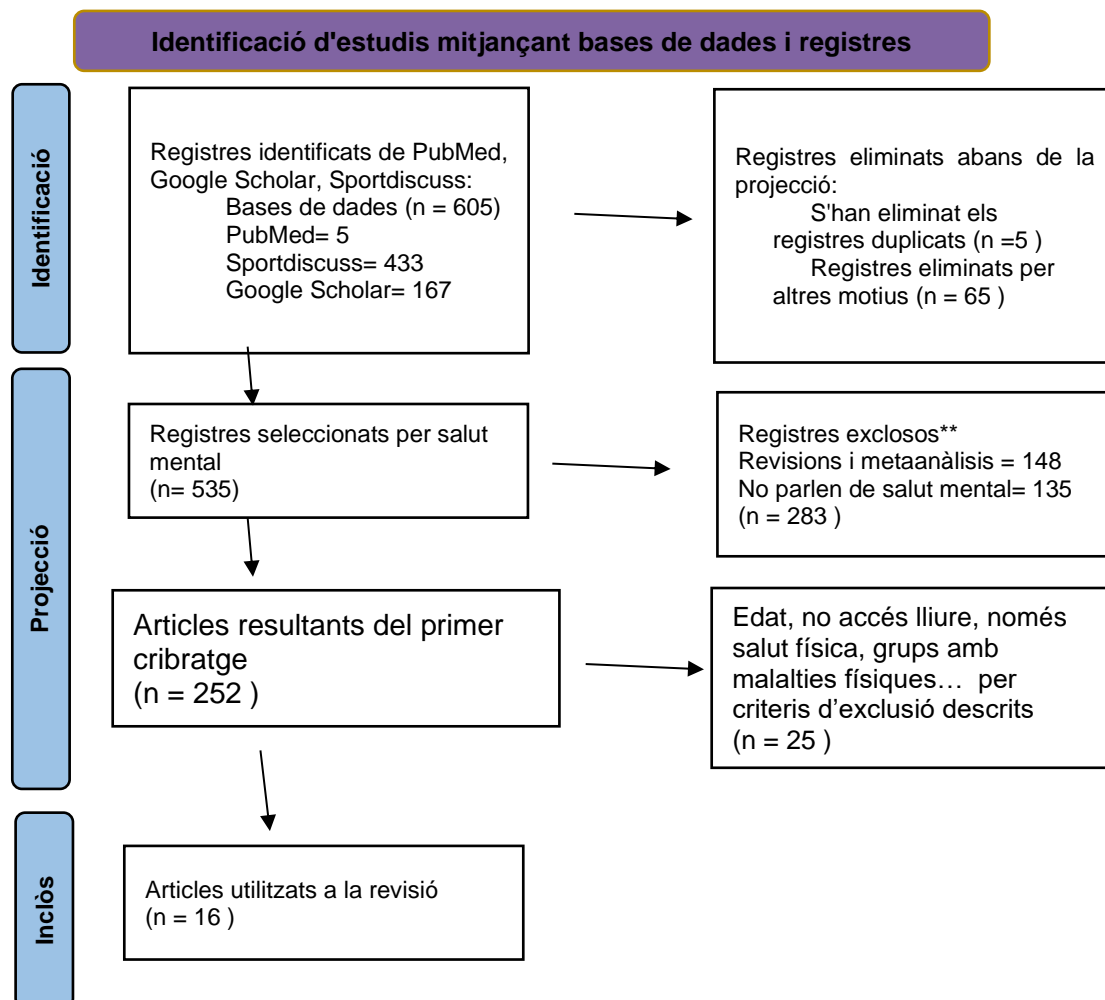 Identificació d'estudis mitjançant bases de dades i registres
Identificació
Registres identificats de PubMed,
Google Scholar, Sportdiscuss:
Bases de dades (n = 605)
PubMed= 5
Sportdiscuss= 433
Google Scholar= 167
Registres eliminats abans de la
projecció:
S'han eliminat els
registres duplicats (n =5 )
Registres eliminats per
altres motius (n = 65 )
Projecció
Registres seleccionats per salut
mental
(n= 535)
Registres exclosos**
Revisions i metaanàlisis = 148
No parlen de salut mental= 135
(n = 283 )
Articles resultants del primer
cribratge
(n = 252 )
Edat, no accés lliure, només
salut física, grups amb
malalties físiques… per
criteris d’exclusió descrits
(n = 25 )
Inclòs
Articles utilitzats a la revisió
(n = 16 )